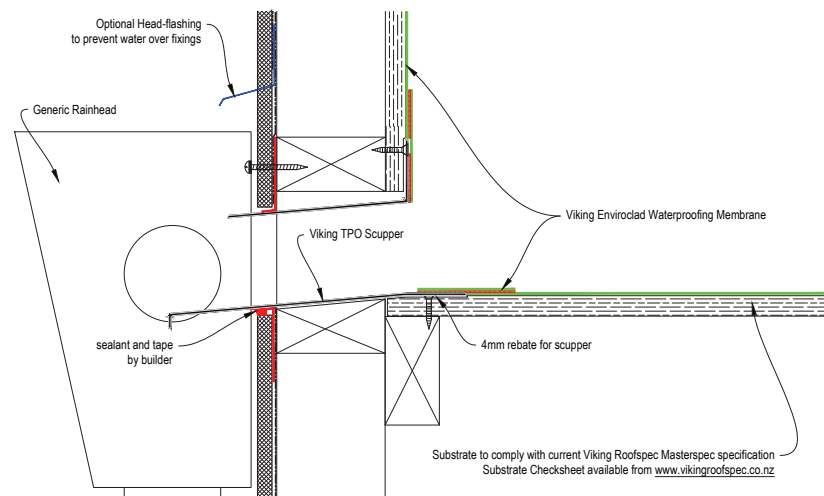 Optional Head-flashing
to prevent water over fixings
Generic Rainhead
Viking Enviroclad Waterproofing Membrane
Viking TPO Scupper
sealant and tape
by builder
4mm rebate for scupper
Substrate to comply with current Viking Roofspec Masterspec specification
Substrate Checksheet available from www.vikingroofspec.co.nz